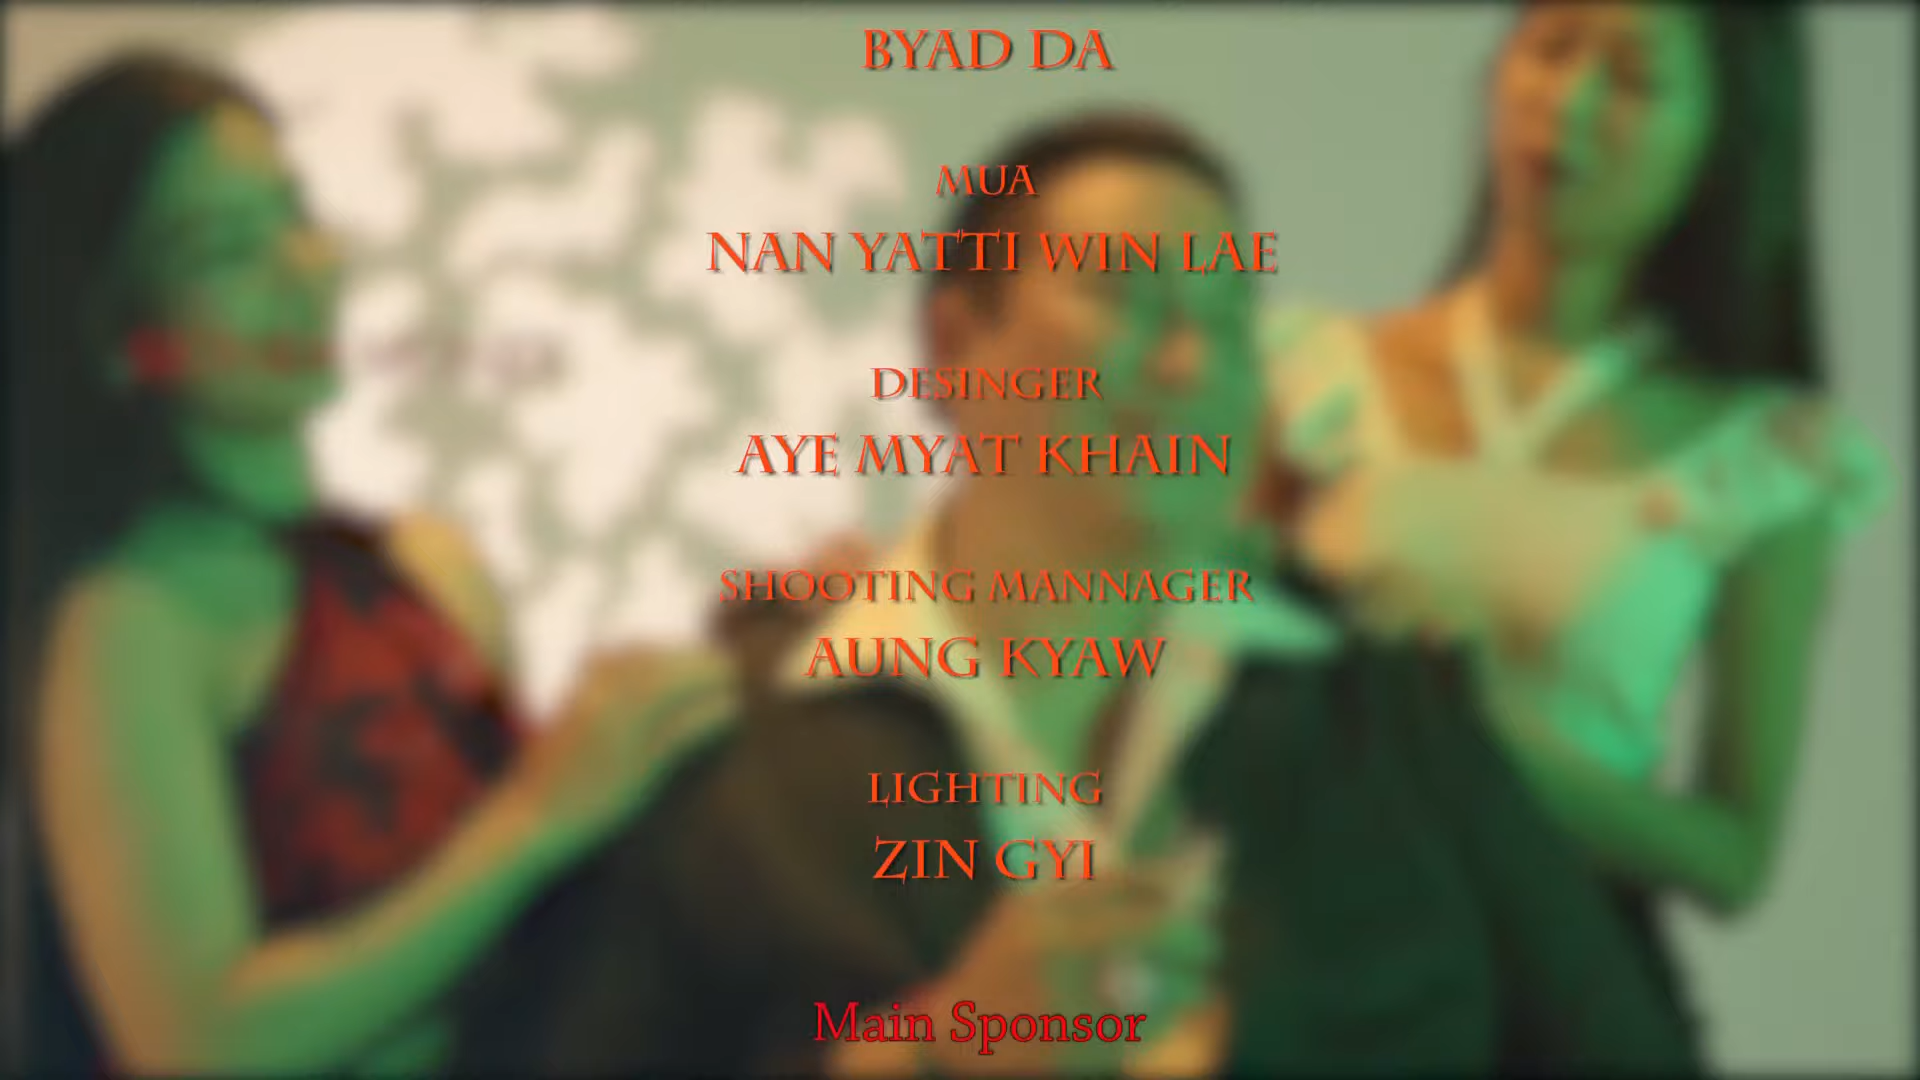 BYAD DA
MUA
NAN YATTI WIN LAE
DESINGER
AYE MYAT KHAIN
SHOOTING MANNAGER
AUNG KYAW
LIGHTING
ZIN GYI
Main Sponsor